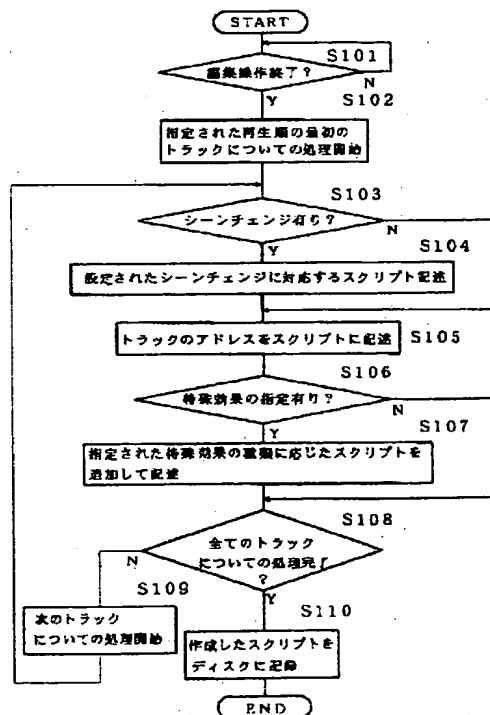 START
S101
編集操作終了?
N
S102
Y
指定された再生順の最初の
トラックについての処理開始
S103
シーンチェンジ有り?
N
S104
Y
設定されたシーンチェンジに対応するスクリプト記述
トラックのアドレスをスクリプトに記述
S105
S106
特殊効果の指定有り?
N
S107
Y
指定された特殊効果の種類に応じたスクリプトを
追加して記述
S108
全てのトラック
についての処理完了
?
N
S109
Y
S110
次のトラック
についての処理開始
作成したスクリプトを
ディスクに記録
END